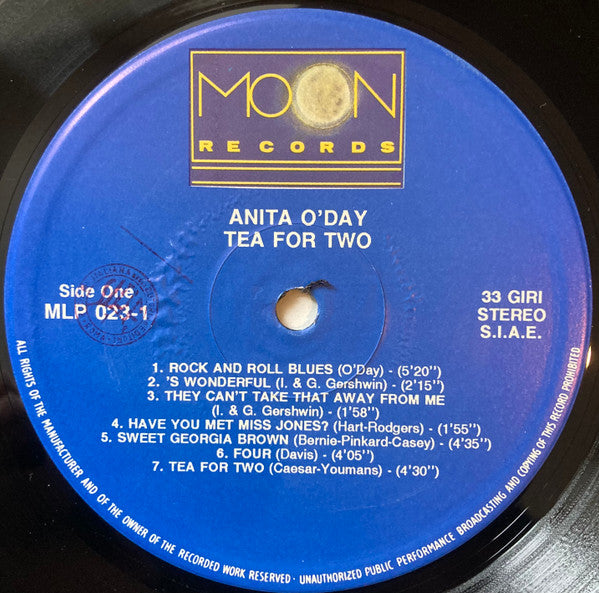 MOON
RECORDS
ANITA O'DAY
TEA FOR TWO
Side One
MLP 023-1
33 GIRI
STEREO
S.I.A.E.
1. ROCK AND ROLL BLUES (O'Day) - (5'20'')
2. 'S WONDERFUL (I. & G. Gershwin) - (2'15'')
3. THEY CAN'T TAKE THAT AWAY FROM ME
(I. & G. Gershwin) - (1'58'')
4. HAVE YOU MET MISS JONES? (Hart-Rodgers) - (1'55'')
5. SWEET GEORGIA BROWN (Bernie-Pinkard-Casey) - (4'35'')
6. FOUR (Davis) - (4'05'')
7. TEA FOR TWO (Caesar-Youmans) - (4'30'')
ALL RIGHTS OF THE MANUFACTURER AND OF THE OWNER OF THE RECORDED WORK RESERVED · UNAUTHORIZED PUBLIC PERFORMANCE BROADCASTING AND COPYING OF THIS RECORD PROHIBITED